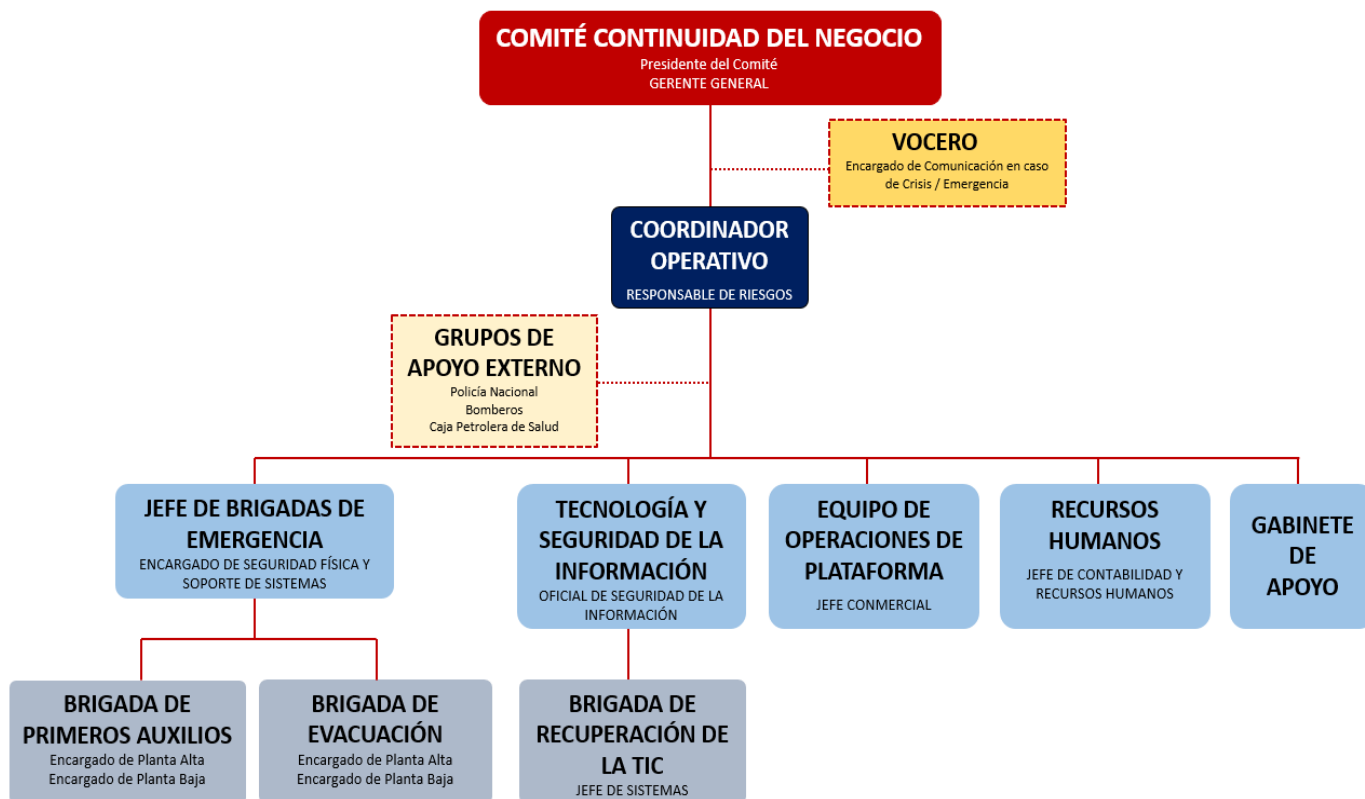 COMITÉ CONTINUIDAD DEL NEGOCIO
Presidente del Comité
GERENTE GENERAL
VOCERO
Encargado de Comunicación en caso
de Crisis / Emergencia
COORDINADOR
OPERATIVO
RESPONSABLE DE RIESGOS
GRUPOS DE
APOYO EXTERNO
Policía Nacional
Bomberos
Caja Petrolera de Salud
JEFE DE BRIGADAS DE
EMERGENCIA
ENCARGADO DE SEGURIDAD FÍSICA Y
SOPORTE DE SISTEMAS
TECNOLOGÍA Y
SEGURIDAD DE LA
INFORMACIÓN
OFICIAL DE SEGURIDAD DE LA
INFORMACIÓN
EQUIPO DE
OPERACIONES DE
PLATAFORMA
JEFE CONMERCIAL
RECURSOS
HUMANOS
JEFE DE CONTABILIDAD Y
RECURSOS HUMANOS
GABINETE
DE
APOYO
BRIGADA DE
PRIMEROS AUXILIOS
Encargado de Planta Alta
Encargado de Planta Baja
BRIGADA DE
EVACUACIÓN
Encargado de Planta Alta
Encargado de Planta Baja
BRIGADA DE
RECUPERACIÓN DE
LA TIC
JEFE DE SISTEMAS